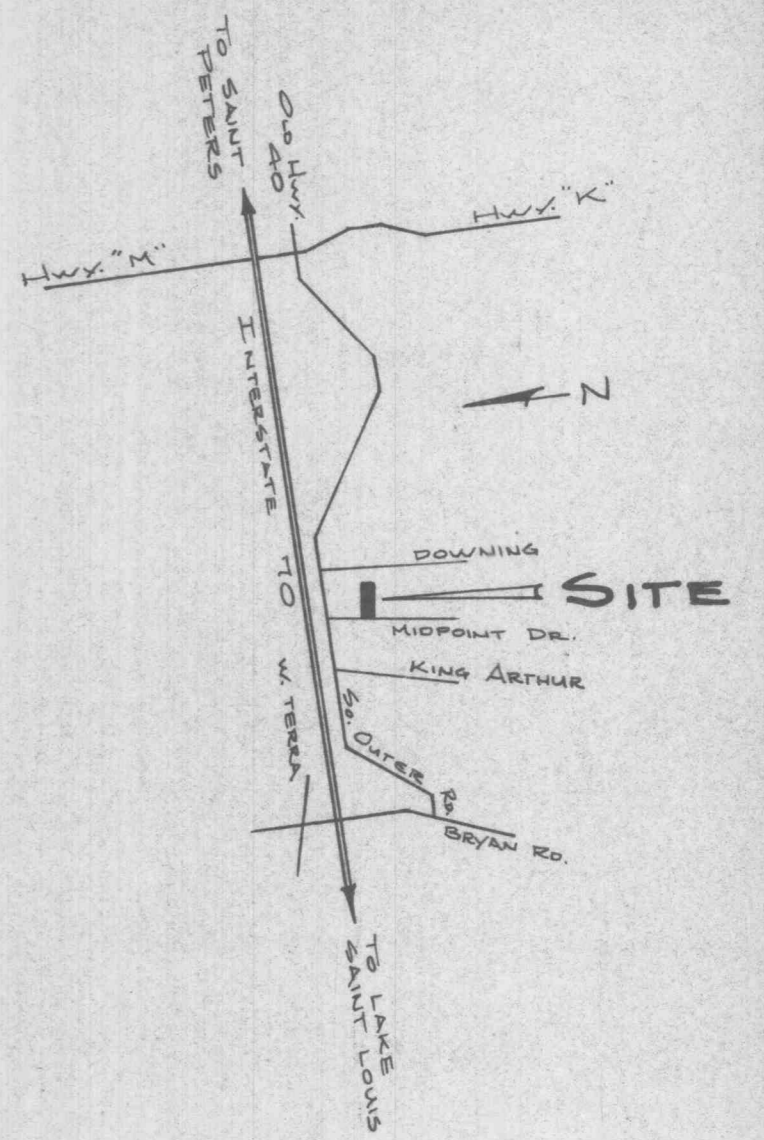 TO SAINT
PETERS
OLD HWY.
40
HWY. "K"
HWY. "M"
INTERSTATE 70
N
DOWNING
SITE
MIDPOINT DR.
KING ARTHUR
W. TERRA
SO. OUTER RD.
BRYAN RD.
TO LAKE
SAINT LOUIS